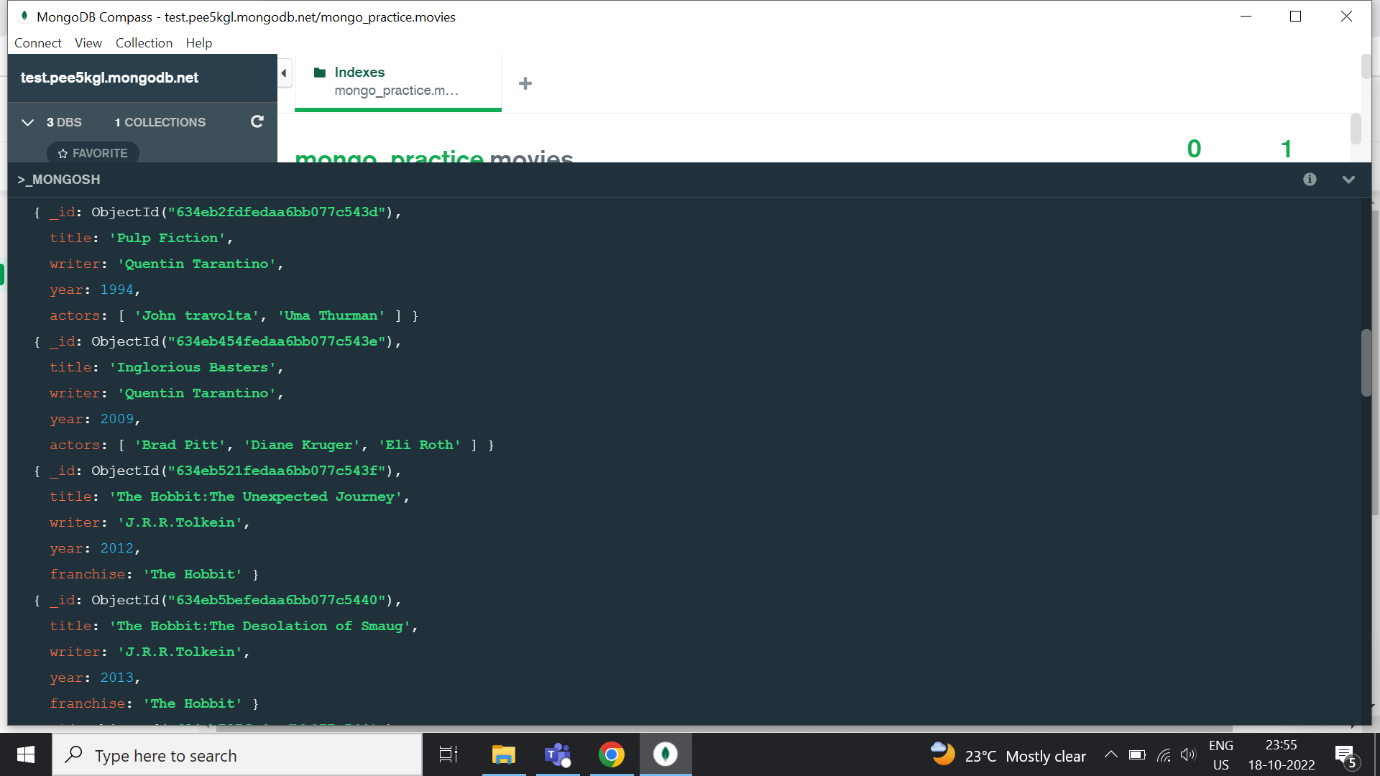 MongoDB Compass - test.pee5kgl.mongodb.net/mongo_practice.movies
Connect View Collection Help
test.pee5kgl.mongodb.net
Indexes
mongo_practice.m...
3 DBS 1 COLLECTIONS
FAVORITE
mongo_practice.movies
0 1
>_MONGOSH
{ _id: ObjectId("634eb2fdfedaa6bb077c543d"),
title: 'Pulp Fiction',
writer: 'Quentin Tarantino',
year: 1994,
actors: [ 'John travolta', 'Uma Thurman' ] }
{ _id: ObjectId("634eb454fedaa6bb077c543e"),
title: 'Inglorious Basters',
writer: 'Quentin Tarantino',
year: 2009,
actors: [ 'Brad Pitt', 'Diane Kruger', 'Eli Roth' ] }
{ _id: ObjectId("634eb521fedaa6bb077c543f"),
title: 'The Hobbit:The Unexpected Journey',
writer: 'J.R.R.Tolkein',
year: 2012,
franchise: 'The Hobbit' }
{ _id: ObjectId("634eb5befedaa6bb077c5440"),
title: 'The Hobbit:The Desolation of Smaug',
writer: 'J.R.R.Tolkein',
year: 2013,
franchise: 'The Hobbit' }
Type here to search
23°C Mostly clear
ENG
US
23:55
18-10-2022
5